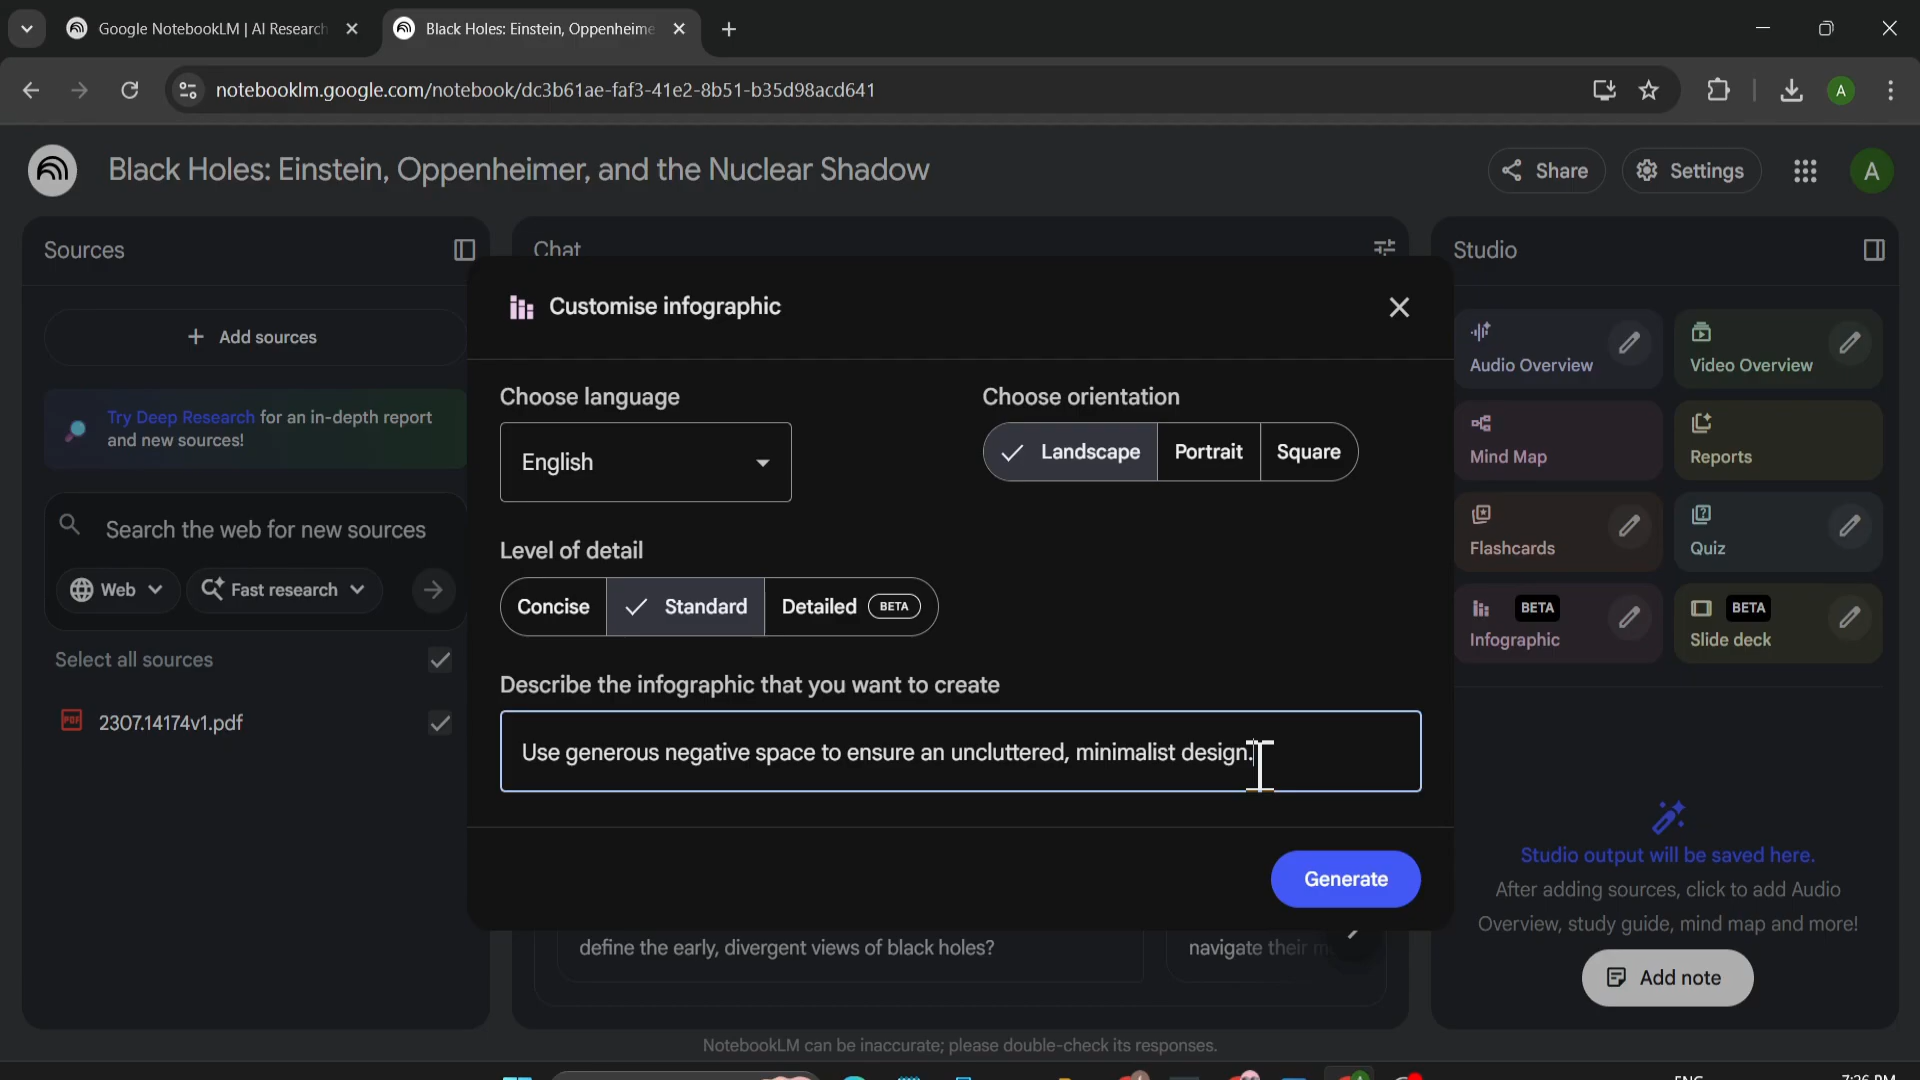 Google NotebookLM | AI Research
Black Holes: Einstein, Oppenheime
notebooklm.google.com/notebook/dc3b61ae-faf3-41e2-8b51-b35d98acd641
A
Black Holes: Einstein, Oppenheimer, and the Nuclear Shadow
Share
Settings
A
Sources
Chat
Studio
Customise infographic
Add sources
Try Deep Research for an in-depth report
and new sources!
Search the web for new sources
Web
Fast research
Select all sources
PDF
2307.14174v1.pdf
Choose language
Choose orientation
English
Landscape
Portrait
Square
Level of detail
Concise
Standard
Detailed
BETA
Describe the infographic that you want to create
Use generous negative space to ensure an uncluttered, minimalist design.
Generate
define the early, divergent views of black holes?
navigate their
Audio Overview
Video Overview
Mind Map
Reports
Flashcards
Quiz
BETA
Infographic
BETA
Slide deck
Studio output will be saved here.
After adding sources, click to add Audio
Overview, study guide, mind map and more!
Add note
NotebookLM can be inaccurate; please double-check its responses.